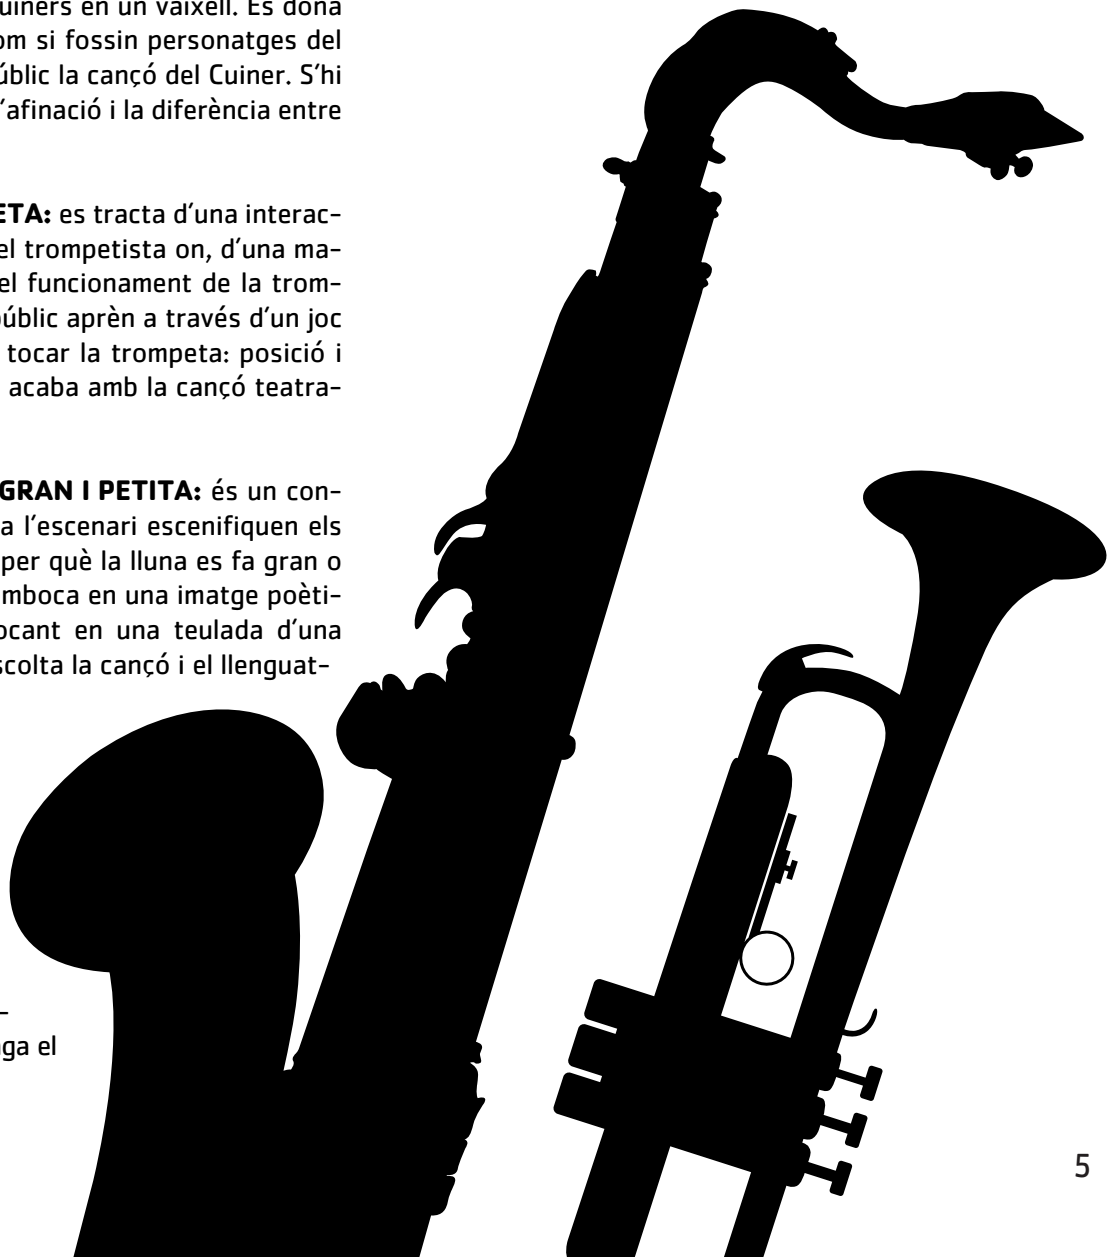 uiners en un vaixell. Es dóna
om si fossin personatges del
úblic la cançó del Cuiner. S'hi
'afinació i la diferència entre
ETA: es tracta d'una interac-
el trompetista on, d'una ma-
el funcionament de la trom-
públic aprèn a través d'un joc
tocar la trompeta: posició i
acaba amb la cançó teatra-
GRAN I PETITA: és un con-
a l'escenari escenifiquen els
per què la lluna es fa gran o
mboca en una imatge poèti-
ocant en una teulada d'una
scolta la cançó i el llenguat-
-
ga el
5